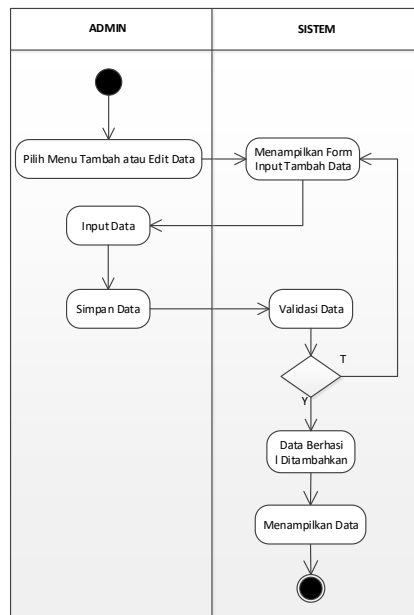 ADMIN
SISTEM
Pilih Menu Tambah atau Edit Data
Menampilkan Form
Input Tambah Data
Input Data
Simpan Data
Validasi Data
T
Y
Data Berhasi
l Ditambahkan
Menampilkan Data